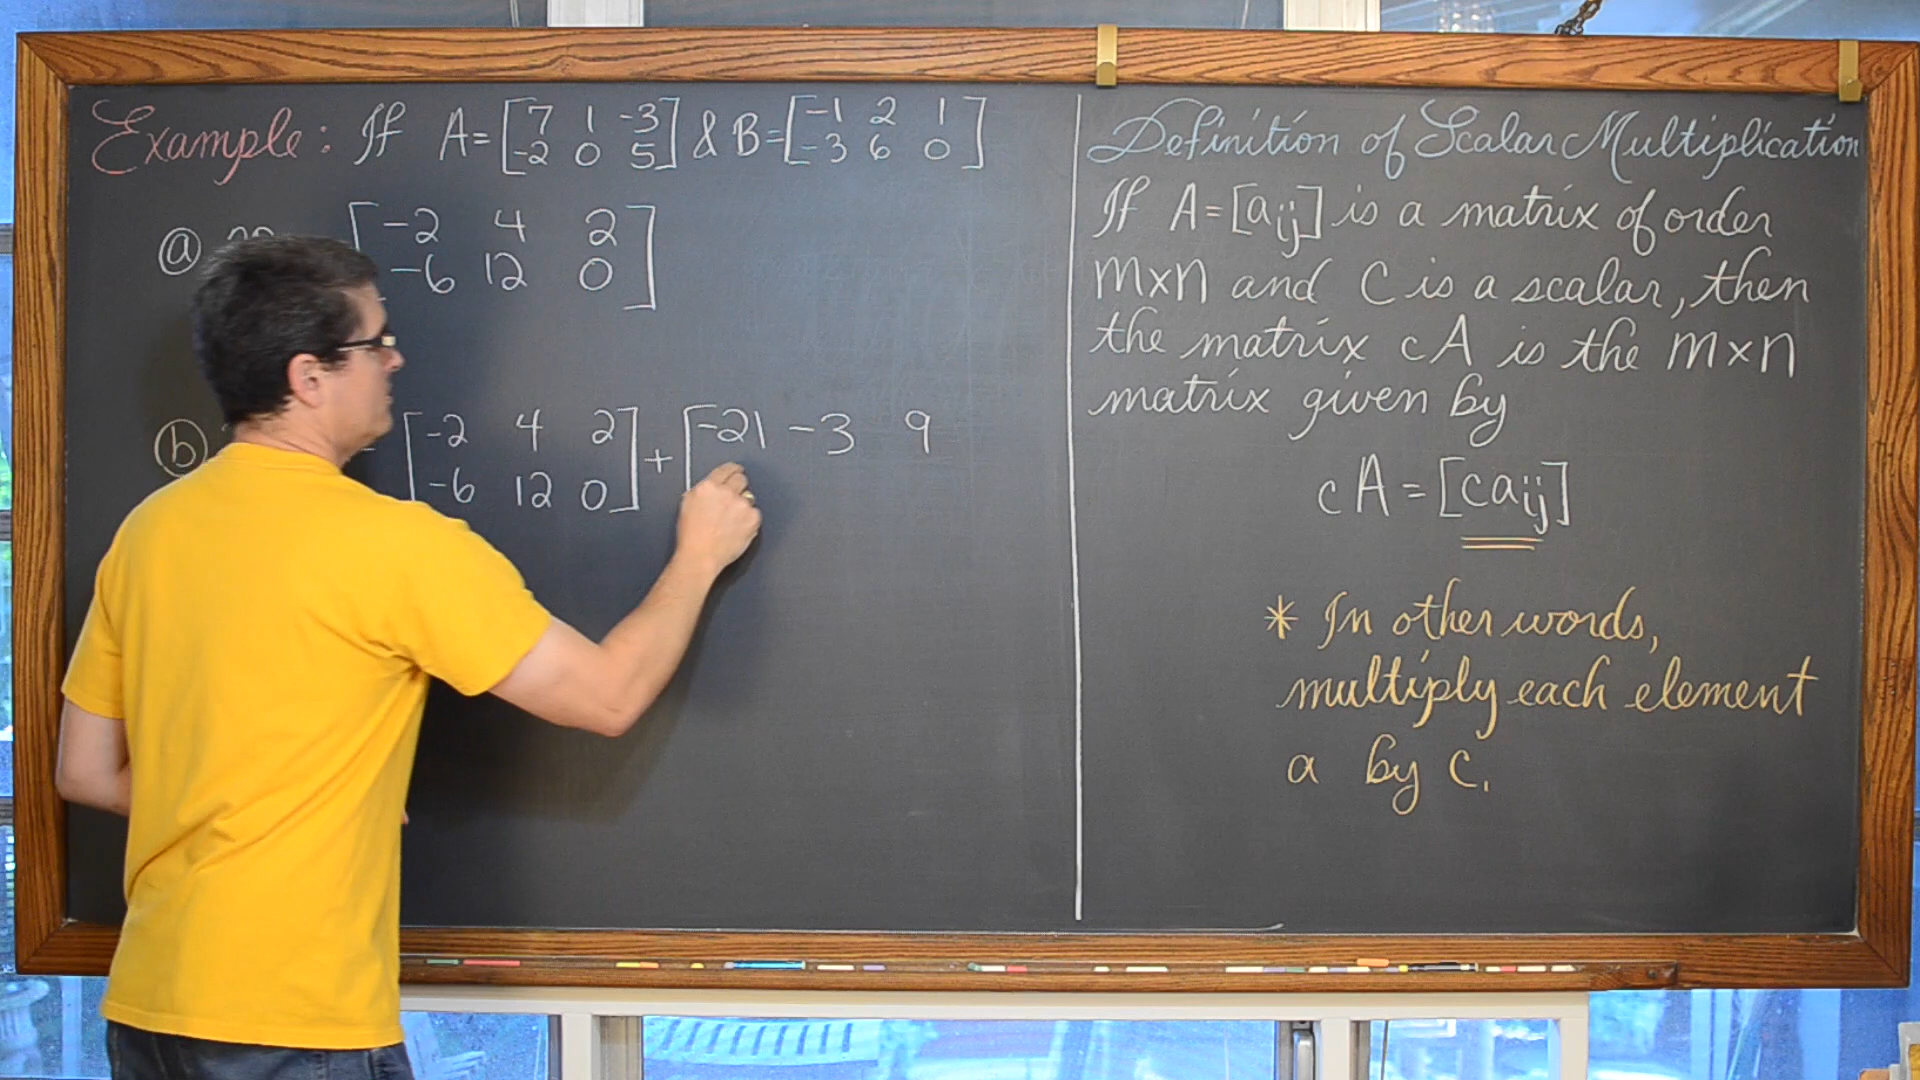 Example: If A=[7 1 -3 & B=[-1 2 1
-2 0 5] -3 6 0]
ⓐ [-2 4 2
-6 12 0]
ⓑ [-2 4 2 + [-21 -3 9
-6 12 0]
Definition of Scalar Multiplication
If A=[aij] is a matrix of order
m×n and c is a scalar, then
the matrix cA is the m×n
matrix given by
cA=[caij]
* In other words,
multiply each element
a by c.